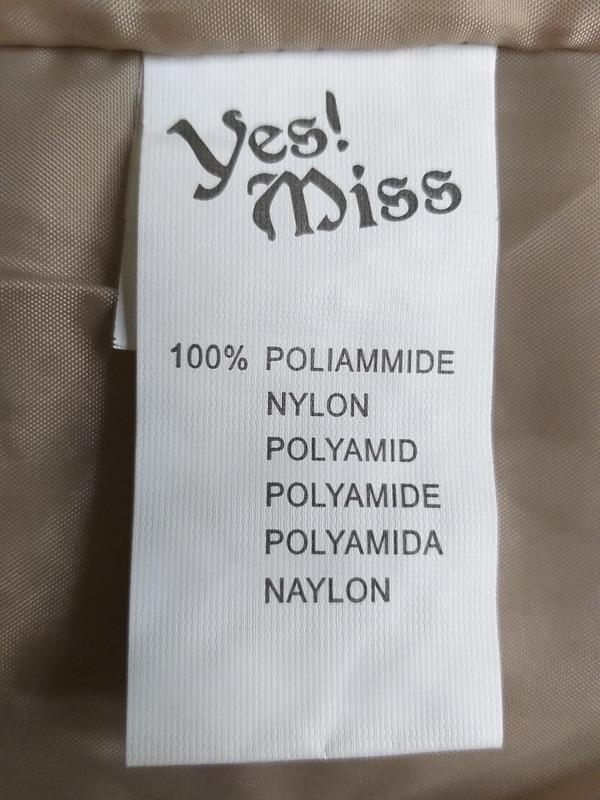 Yes!
Miss
100% POLIAMMIDE
NYLON
POLYAMID
POLYAMIDE
POLYAMIDA
NAYLON